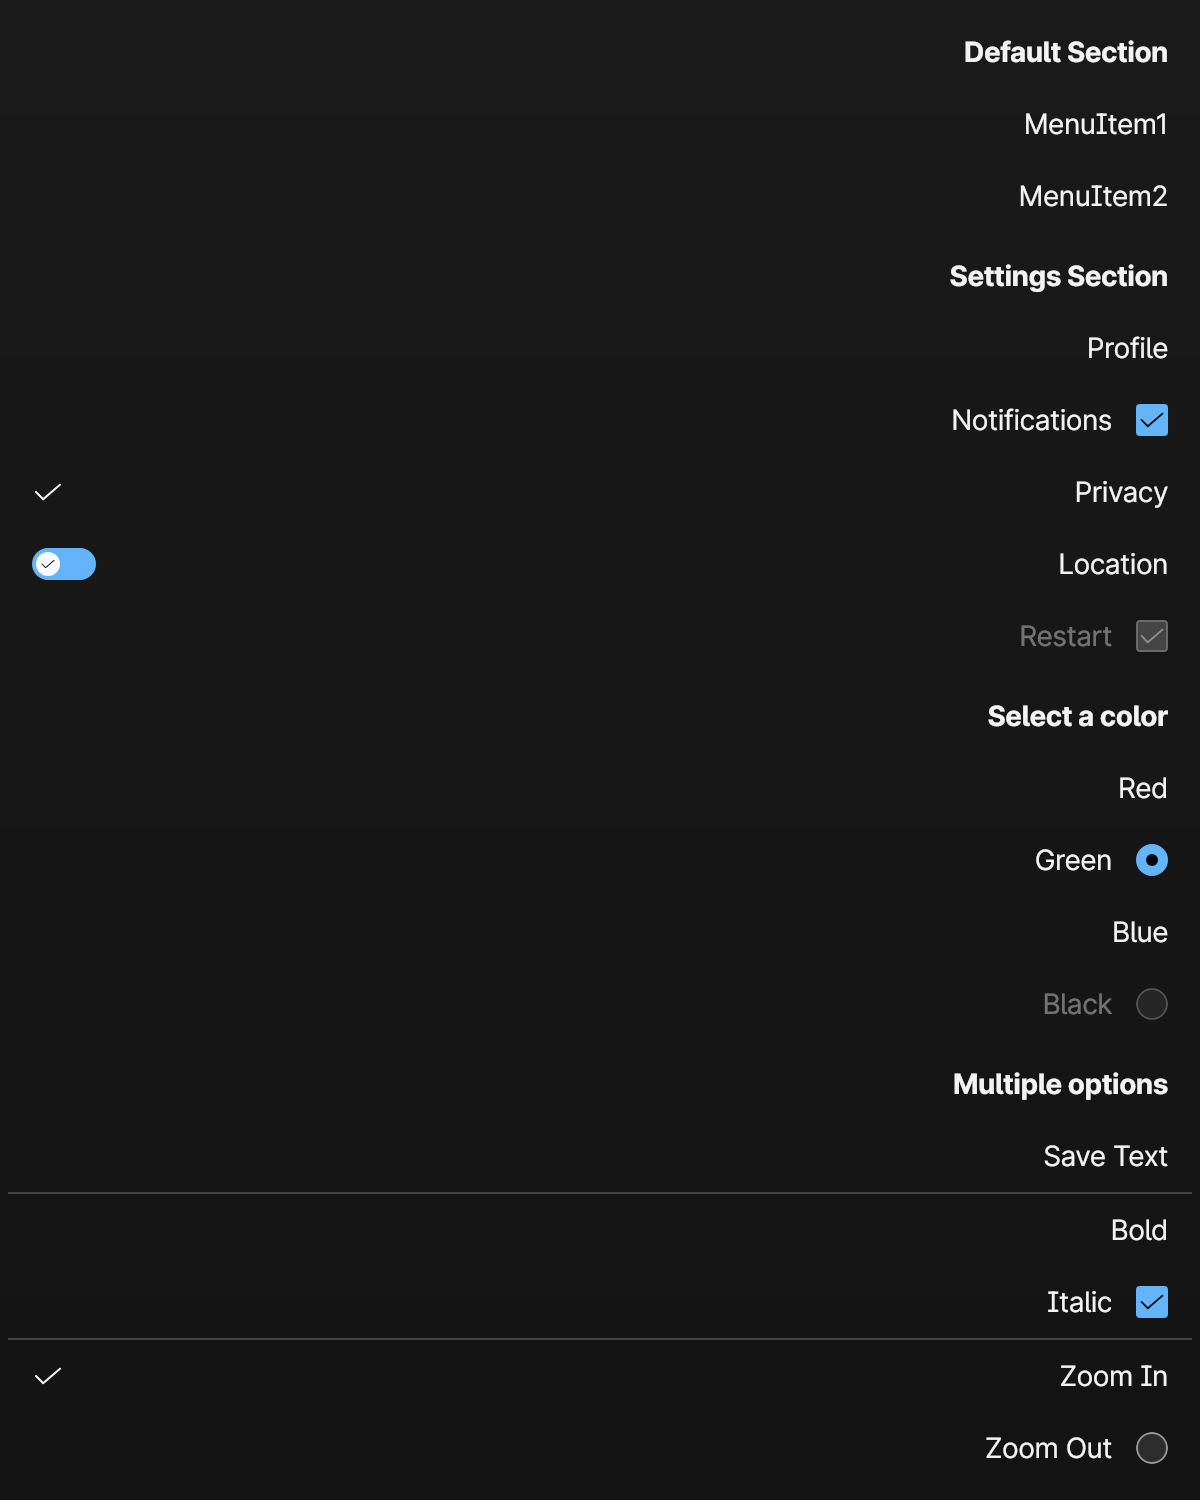 Default Section
MenuItem1
MenuItem2
Settings Section
Profile
Notifications
Privacy
Location
Restart
Select a color
Red
Green
Blue
Black
Multiple options
Save Text
Bold
Italic
Zoom In
Zoom Out